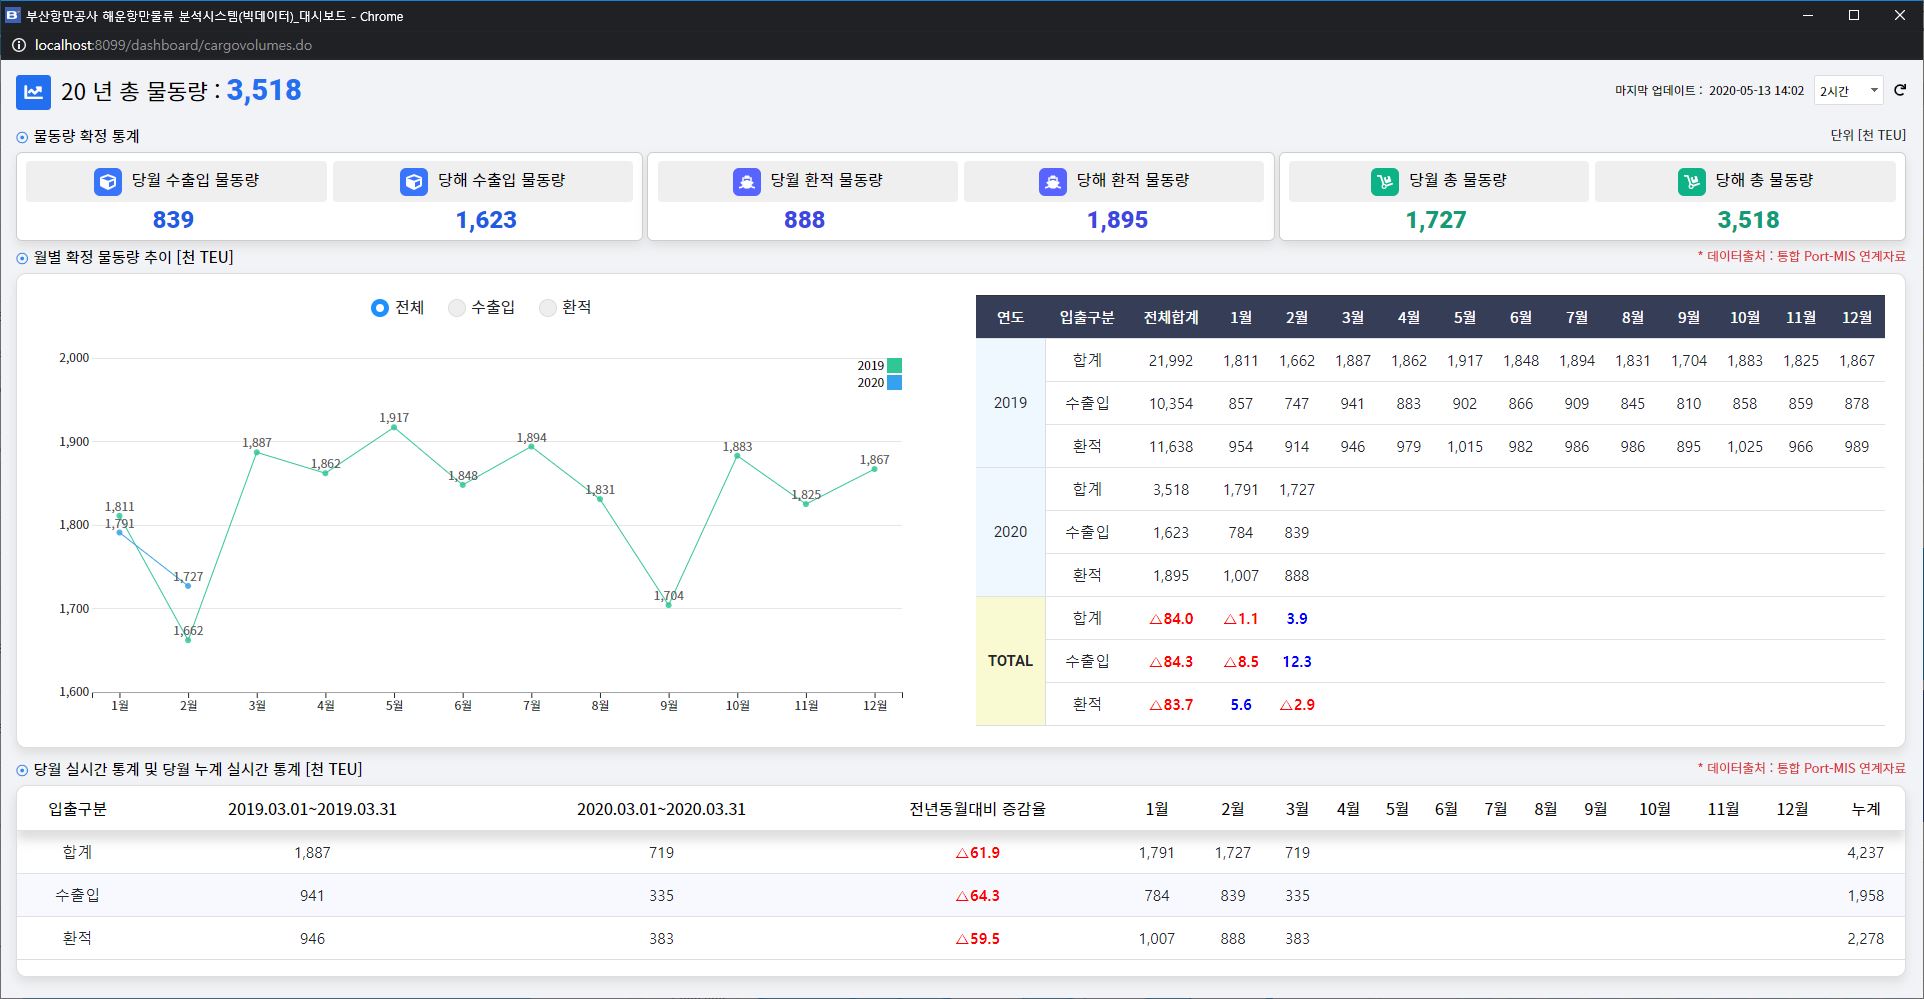 부산항만공사 해운항만물류 분석시스템(빅데이터)_대시보드 - Chrome
localhost:8099/dashboard/cargovolumes.do
20 년 총 물동량 : 3,518
마지막 업데이트 : 2020-05-13 14:02 2시간
물동량 확정 통계
단위 [천 TEU]
당월 수출입 물동량 당해 수출입 물동량 당월 환적 물동량 당해 환적 물동량 당월 총 물동량 당해 총 물동량
839 1,623 888 1,895 1,727 3,518
월별 확정 물동량 추이 [천 TEU]
* 데이터출처 : 통합 Port-MIS 연계자료
전체 수출입 환적
2019
2020
2,000
1,900
1,800
1,700
1,600
1,811
1,791
1,662
1,727
1,887
1,862
1,917
1,848
1,894
1,831
1,704
1,883
1,825
1,867
1월 2월 3월 4월 5월 6월 7월 8월 9월 10월 11월 12월
연도 입출구분 전체합계 1월 2월 3월 4월 5월 6월 7월 8월 9월 10월 11월 12월
2019
합계 21,992 1,811 1,662 1,887 1,862 1,917 1,848 1,894 1,831 1,704 1,883 1,825 1,867
수출입 10,354 857 747 941 883 902 866 909 845 810 858 859 878
환적 11,638 954 914 946 979 1,015 982 986 986 895 1,025 966 989
2020
합계 3,518 1,791 1,727
수출입 1,623 784 839
환적 1,895 1,007 888
TOTAL
합계 △84.0 △1.1 3.9
수출입 △84.3 △8.5 12.3
환적 △83.7 5.6 △2.9
당월 실시간 통계 및 당월 누계 실시간 통계 [천 TEU]
* 데이터출처 : 통합 Port-MIS 연계자료
입출구분 2019.03.01~2019.03.31 2020.03.01~2020.03.31 전년동월대비 증감율 1월 2월 3월 4월 5월 6월 7월 8월 9월 10월 11월 12월 누계
합계 1,887 719 △61.9 1,791 1,727 719 4,237
수출입 941 335 △64.3 784 839 335 1,958
환적 946 383 △59.5 1,007 888 383 2,278